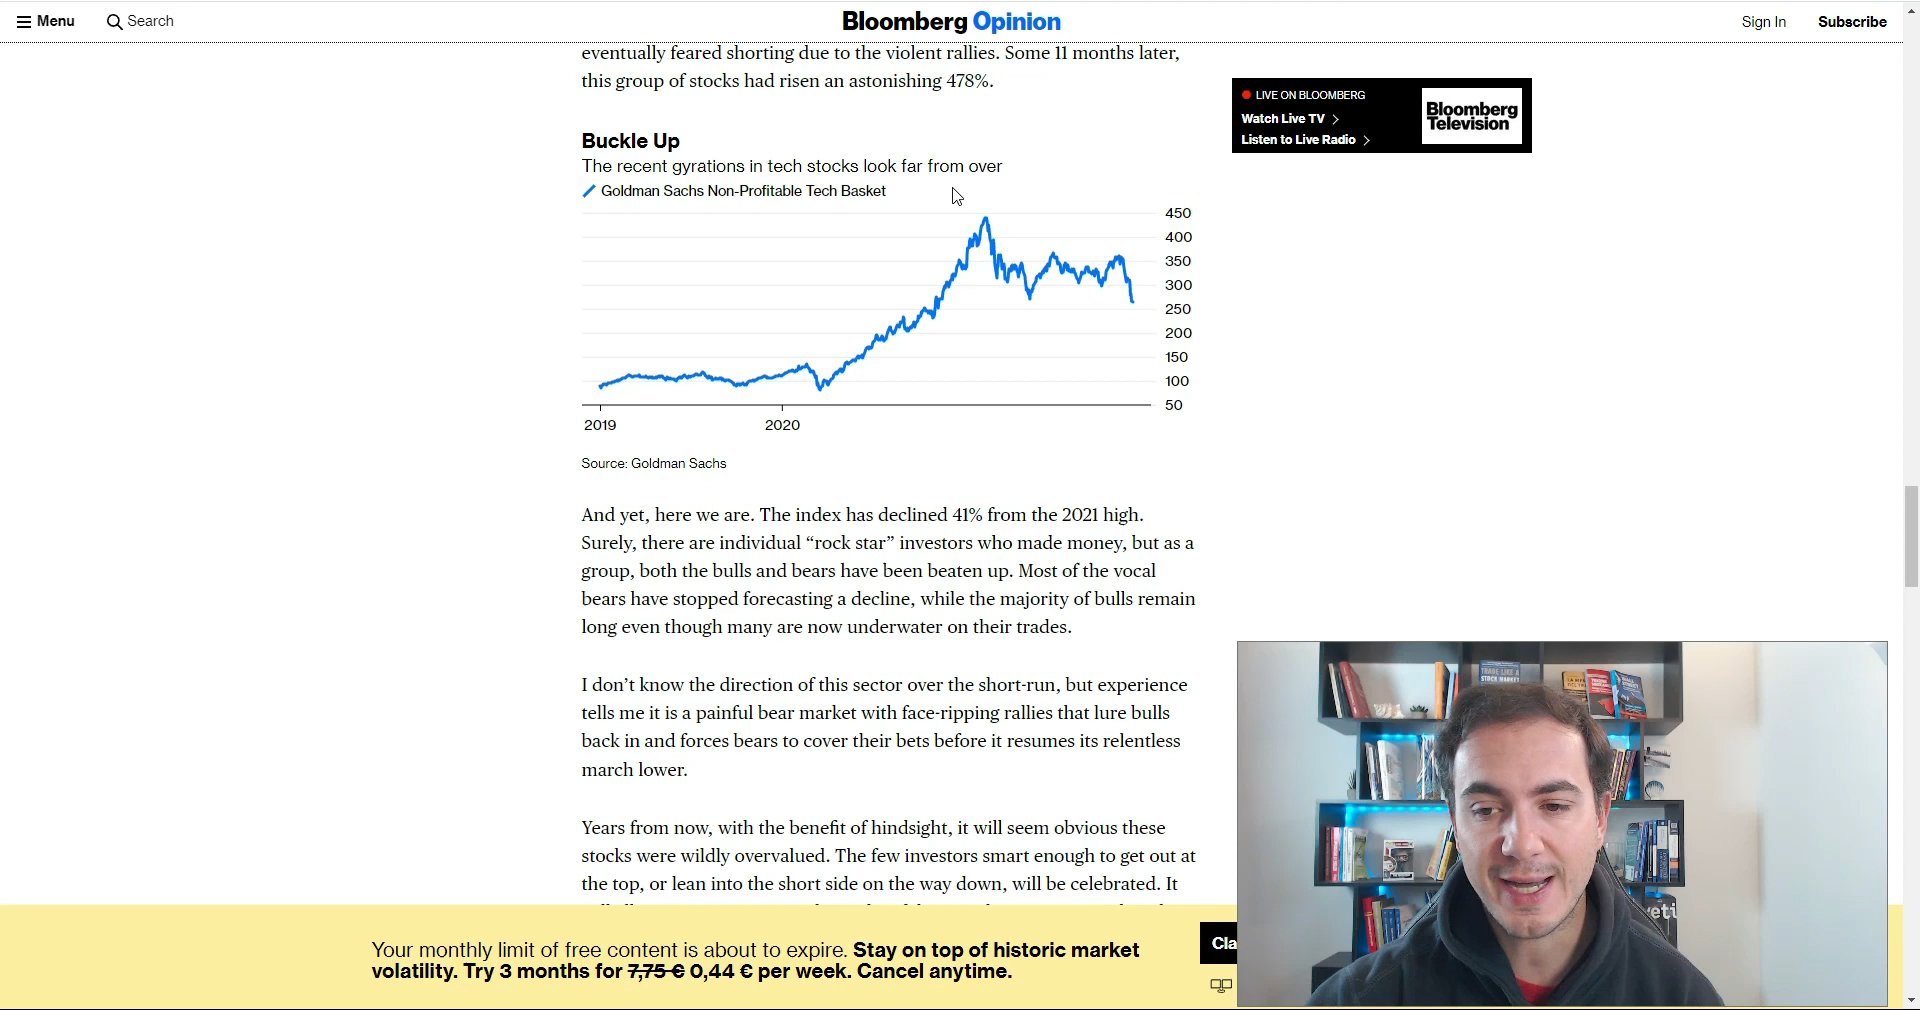 Menu
Search
Bloomberg Opinion
Sign In
Subscribe
eventually feared shorting due to the violent rallies. Some 11 months later,
this group of stocks had risen an astonishing 478%.
LIVE ON BLOOMBERG
Watch Live TV
Listen to Live Radio
Bloomberg
Television
Buckle Up
The recent gyrations in tech stocks look far from over
Goldman Sachs Non-Profitable Tech Basket
450
400
350
300
250
200
150
100
50
2019
2020
Source: Goldman Sachs
And yet, here we are. The index has declined 41% from the 2021 high.
Surely, there are individual “rock star” investors who made money, but as a
group, both the bulls and bears have been beaten up. Most of the vocal
bears have stopped forecasting a decline, while the majority of bulls remain
long even though many are now underwater on their trades.
I don’t know the direction of this sector over the short-run, but experience
tells me it is a painful bear market with face-ripping rallies that lure bulls
back in and forces bears to cover their bets before it resumes its relentless
march lower.
Years from now, with the benefit of hindsight, it will seem obvious these
stocks were wildly overvalued. The few investors smart enough to get out at
the top, or lean into the short side on the way down, will be celebrated. It
Your monthly limit of free content is about to expire. Stay on top of historic market
volatility. Try 3 months for 7,75 € 0,44 € per week. Cancel anytime.
Cla
TRADE LIKE A
STOCK MARKET